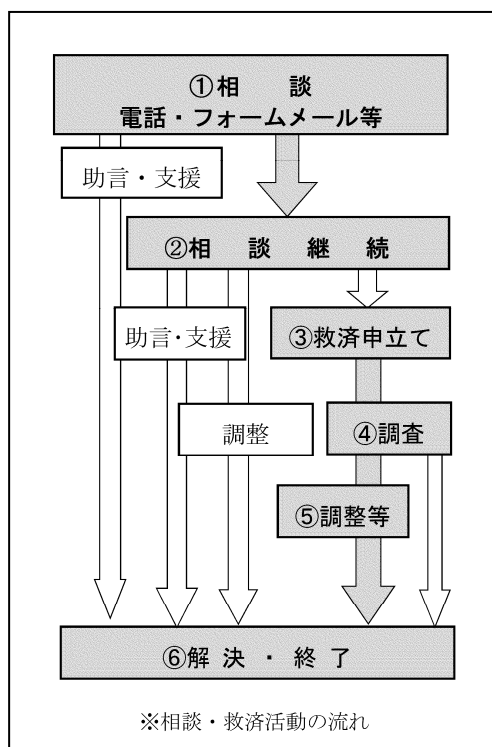 ①相　談
電話・フォームメール等
助言・支援
②相　談　継　続
③救済申立て
助言・支援
調整
④調査
⑤調整等
⑥解　決　・　終　了
※相談・救済活動の流れ